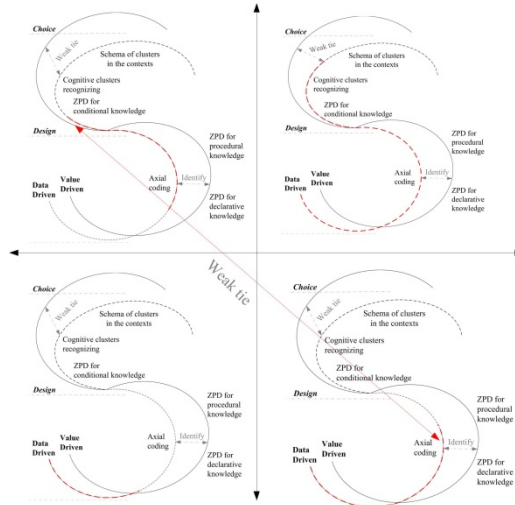 Choice
Weak tie
Schema of clusters
in the contexts
Cognitive clusters
recognizing
ZPD for
conditional knowledge
Design
ZPD for
procedural
knowledge
Data
Driven
Value
Driven
Axial
coding
Identify
ZPD for
declarative
knowledge
Choice
Weak tie
Schema of clusters
in the contexts
Cognitive clusters
recognizing
ZPD for
conditional knowledge
Design
ZPD for
procedural
knowledge
Data
Driven
Value
Driven
Axial
coding
Identify
ZPD for
declarative
knowledge
Weak tie
Choice
Weak tie
Schema of clusters
in the contexts
Cognitive clusters
recognizing
ZPD for
conditional knowledge
Design
ZPD for
procedural
knowledge
Data
Driven
Value
Driven
Axial
coding
Identify
ZPD for
declarative
knowledge
Choice
Weak tie
Schema of clusters
in the contexts
Cognitive clusters
recognizing
ZPD for
conditional knowledge
Design
ZPD for
procedural
knowledge
Data
Driven
Value
Driven
Axial
coding
Identify
ZPD for
declarative
knowledge